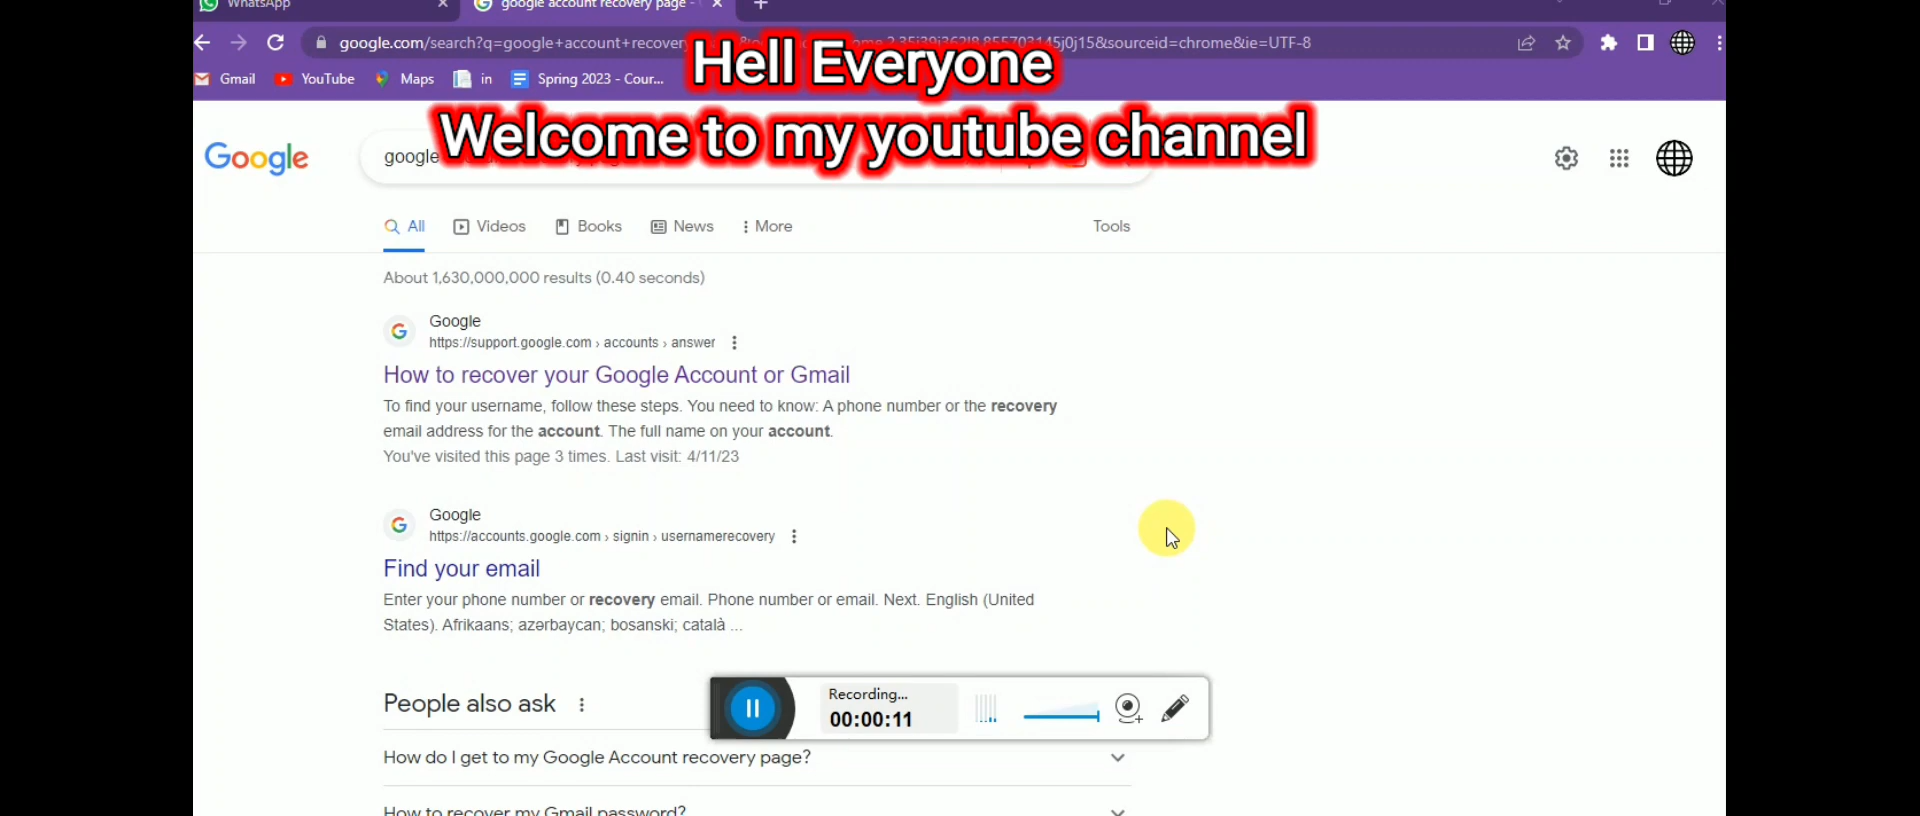 WhatsApp
google account recovery page -
google.com/search?q=google+account+recovery
j0j15&sourceid=chrome&ie=UTF-8
Gmail YouTube Maps in Spring 2023 - Cour...
Hell Everyone
Welcome to my youtube channel
Google
google
All Videos Books News More Tools
About 1,630,000,000 results (0.40 seconds)
Google
https://support.google.com › accounts › answer
How to recover your Google Account or Gmail
To find your username, follow these steps. You need to know: A phone number or the recovery
email address for the account. The full name on your account.
You've visited this page 3 times. Last visit: 4/11/23
Google
https://accounts.google.com › signin › usernamerecovery
Find your email
Enter your phone number or recovery email. Phone number or email. Next. English (United
States). Afrikaans; azərbaycan; bosanski; català ...
People also ask
Recording...
00:00:11
How do I get to my Google Account recovery page?
How to recover my Gmail password?